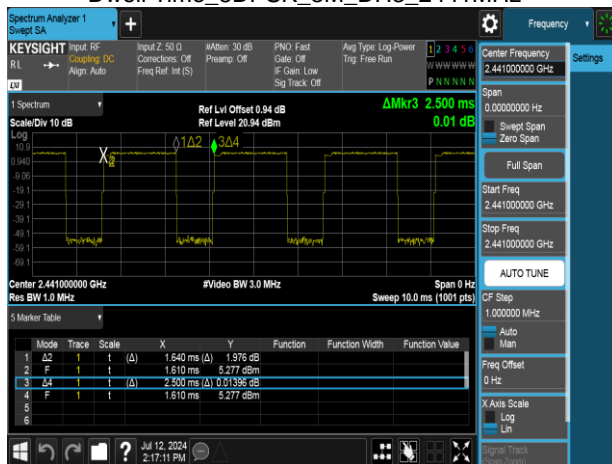 Spectrum Analyzer 1
Swept SA
Frequency
KEYSIGHT
RL
LXI
Input: RF
Coupling: DC
Align: Auto
Input Z: 50 Ω
Corrections: Off
Freq Ref: Int (S)
#Atten: 30 dB
Preamp: Off
PNO: Fast
Gate: Off
IF Gain: Low
Sig Track: Off
Avg Type: Log-Power
Trig: Free Run
1 2 3 4 5 6
W W W W W W
P N N N N N
1 Spectrum
Scale/Div 10 dB
Ref Lvl Offset 0.94 dB
Ref Level 20.94 dBm
ΔMkr3 2.500 ms
0.01 dB
Log
10.9
0.940
-9.06
-19.1
-29.1
-39.1
-49.1
-59.1
-69.1
1Δ2
3Δ4
Center 2.441000000 GHz
#Video BW 3.0 MHz
Span 0 Hz
Res BW 1.0 MHz
Sweep 10.0 ms (1001 pts)
5 Marker Table
Mode Trace Scale X Y Function Function Width Function Value
1 Δ2 1 t (Δ) 1.640 ms (Δ) 1.976 dB
2 F 1 t 1.610 ms 5.277 dBm
3 Δ4 1 t (Δ) 2.500 ms (Δ) 0.01396 dB
4 F 1 t 1.610 ms 5.277 dBm
5
6
Jul 12, 2024
2:17:11 PM
Center Frequency
2.441000000 GHz
Settings
Span
0.00000000 Hz
Swept Span
Zero Span
Full Span
Start Freq
2.441000000 GHz
Stop Freq
2.441000000 GHz
AUTO TUNE
CF Step
1.000000 MHz
Auto
Man
Freq Offset
0 Hz
X Axis Scale
Log
Lin
Signal Track
(Span Zoom)